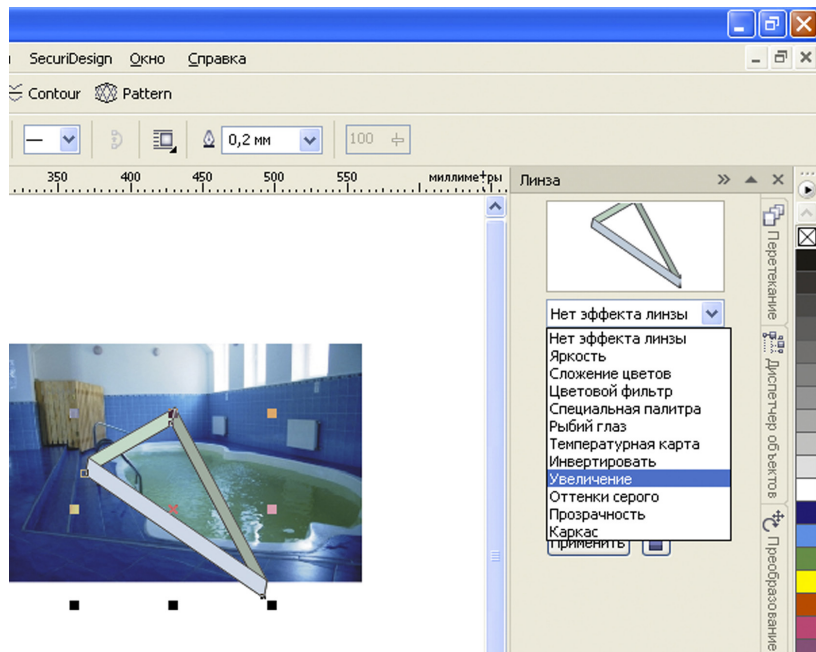 SecuriDesign Окно Справка
Contour Pattern
0,2 мм 100
350 400 450 500 550 миллиметры
Линза
Нет эффекта линзы
Нет эффекта линзы
Яркость
Сложение цветов
Цветовой фильтр
Специальная палитра
Рыбий глаз
Температурная карта
Инвертировать
Увеличение
Оттенки серого
Прозрачность
Каркас
Применить
Перетекание
Диспетчер объектов
Преобразование